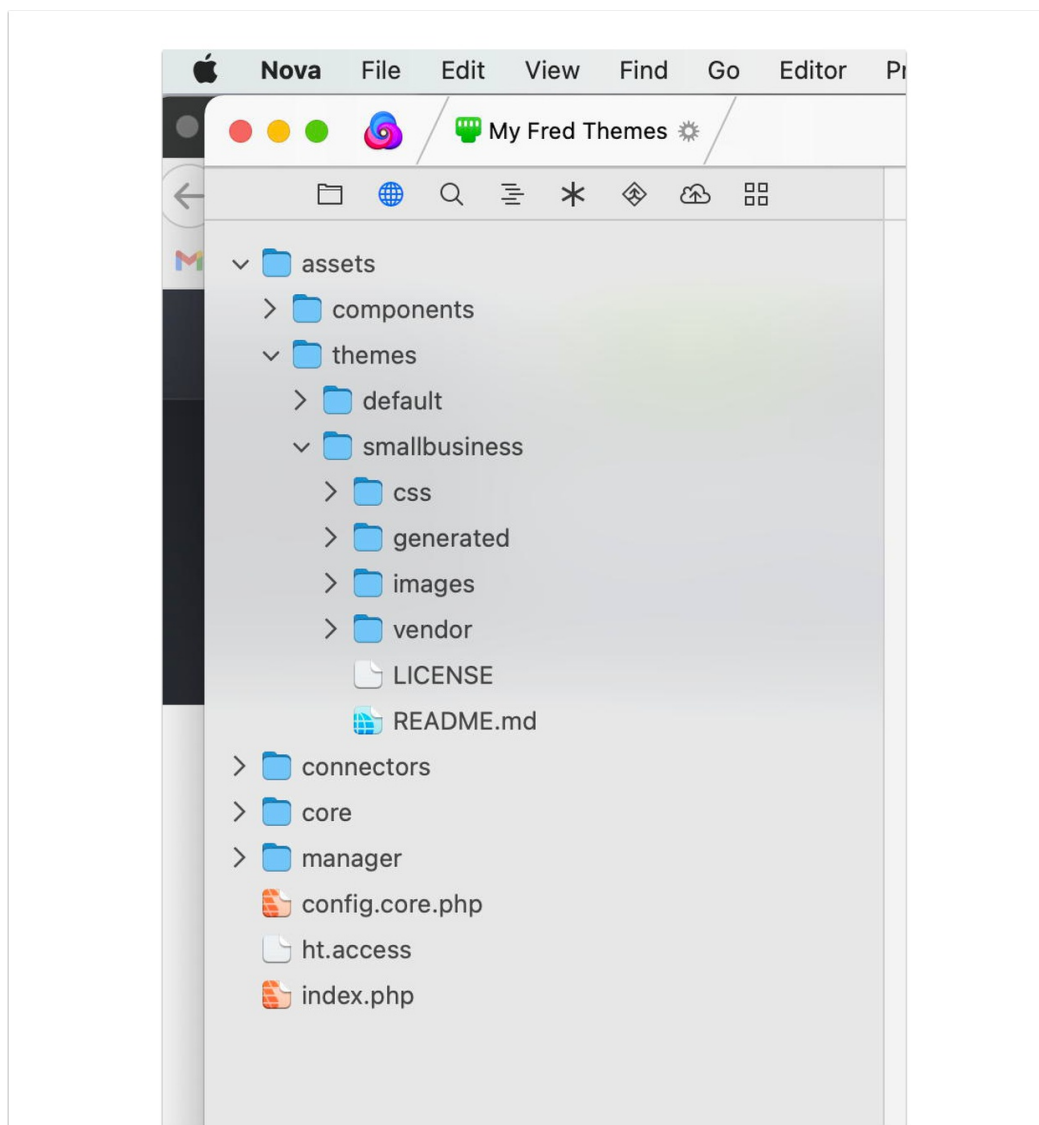 Nova File Edit View Find Go Editor
My Fred Themes
assets
components
themes
default
smallbusiness
css
generated
images
vendor
LICENSE
README.md
connectors
core
manager
config.core.php
ht.access
index.php